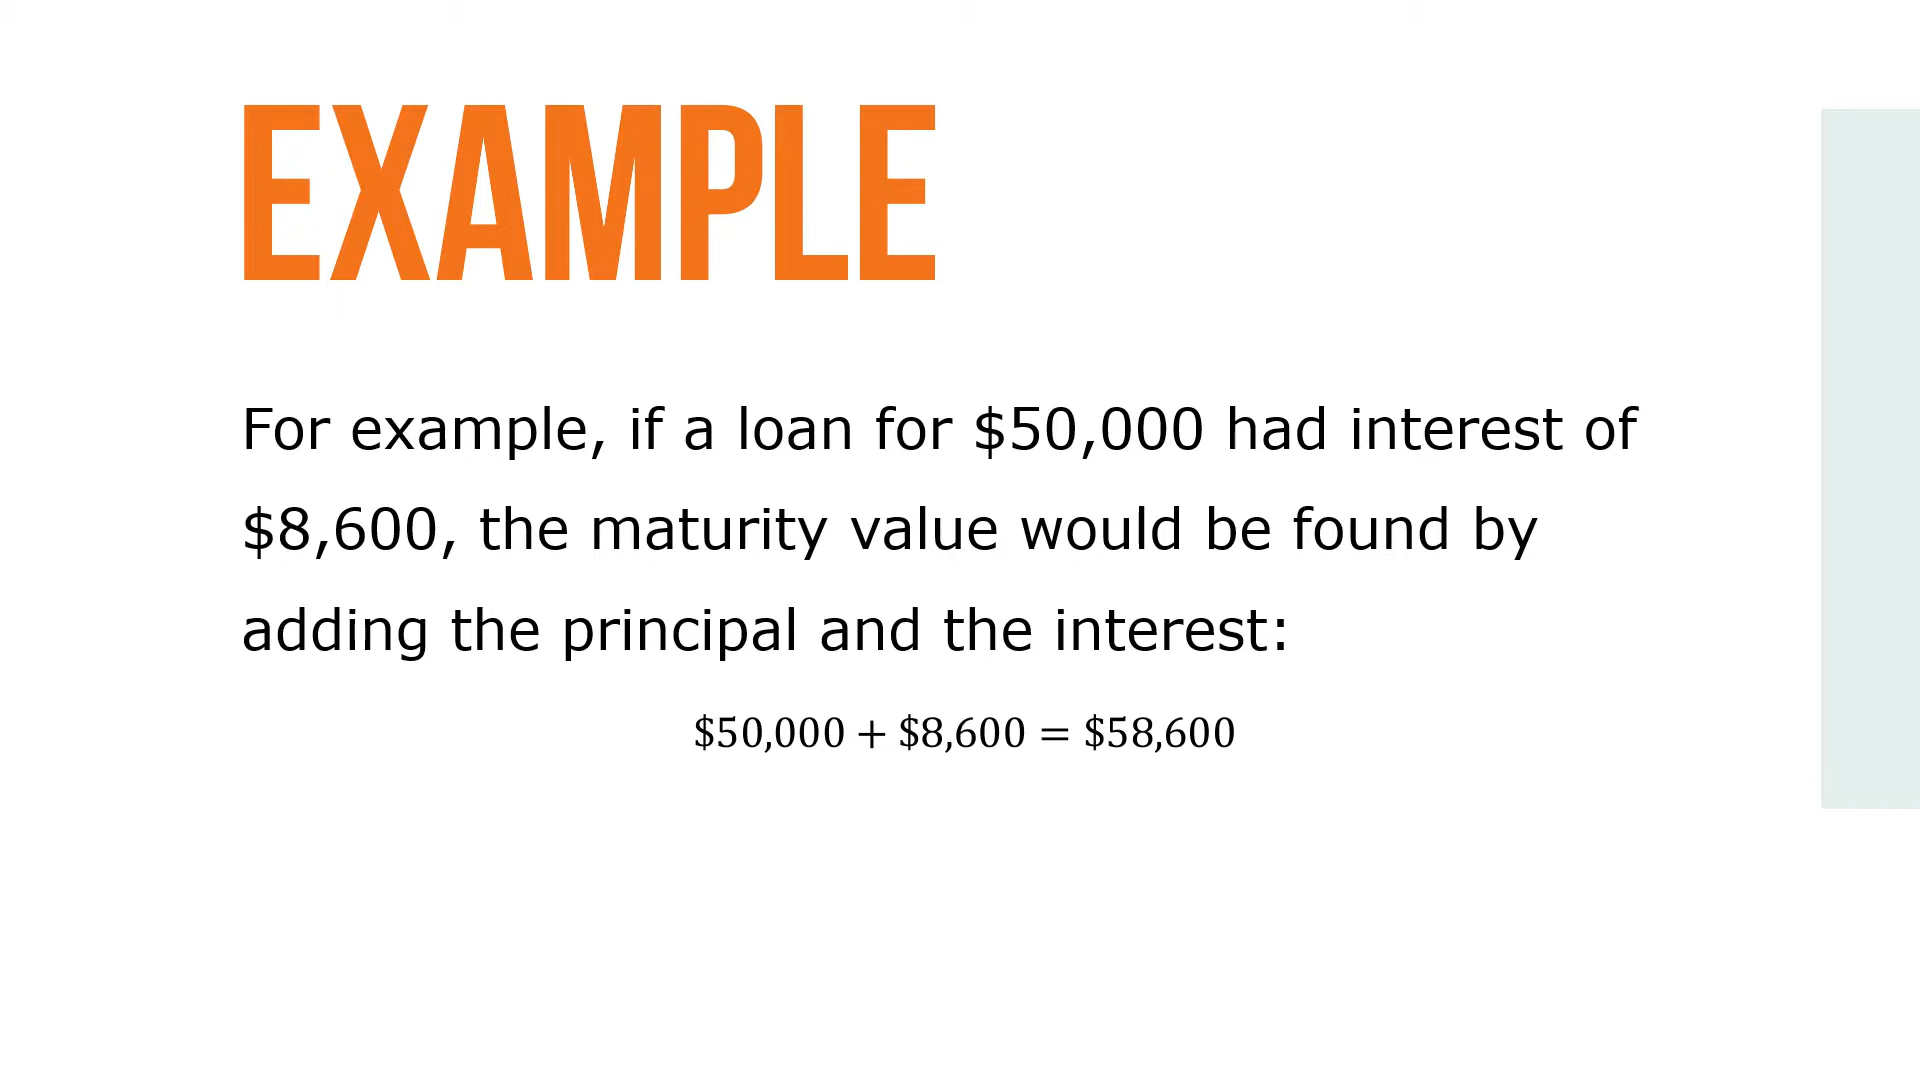 EXAMPLE
For example, if a loan for $50,000 had interest of
$8,600, the maturity value would be found by
adding the principal and the interest:
$50,000 + $8,600 = $58,600